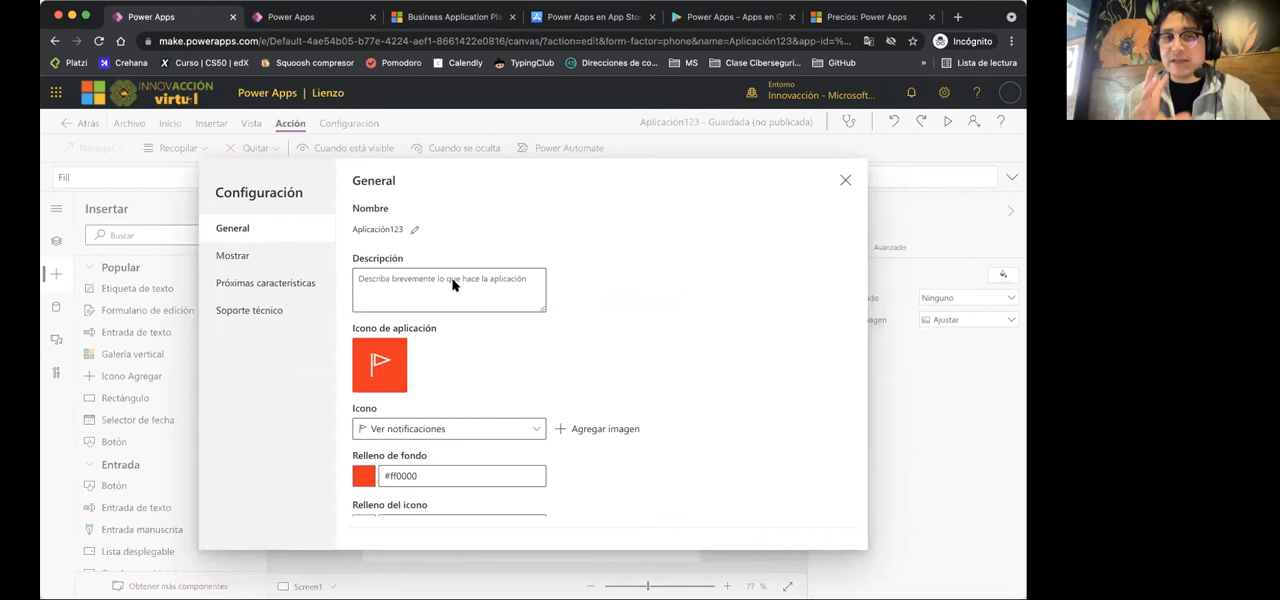 Power Apps
Power Apps
Business Application Pla
Power Apps en App Sto
Power Apps - Apps en G
Precios: Power Apps
make.powerapps.com/e/Default-4ae54b05-b77e-4224-aef1-8661422e0816/canvas/?action=edit&form-factor=phone&name=Aplicación123&app-id=%...
Incógnito
Platzi
Crehana
Curso | CS50 | edX
Squoosh compresor
Pomodoro
Calendly
TypingClub
Direcciones de co...
MS
Clase Ciberseguri...
GitHub
»
Lista de lectura
INNOVACCIÓN
virtual
Power Apps | Lienzo
Entorno
Innovacción - Microsoft...
Atrás
Archivo
Inicio
Insertar
Vista
Acción
Configuración
Aplicación123 - Guardada (no publicada)
Navegar
Recopilar
Quitar
Cuando está visible
Cuando se oculta
Power Automate
Fill
Insertar
Buscar
Popular
Etiqueta de texto
Formulario de edición
Entrada de texto
Galería vertical
Icono Agregar
Rectángulo
Selector de fecha
Botón
Entrada
Botón
Entrada de texto
Entrada manuscrita
Lista desplegable
Obtener más componentes
Configuración
General
Mostrar
Próximas características
Soporte técnico
General
Nombre
Aplicación123
Descripción
Describa brevemente lo que hace la aplicación
Icono de aplicación
Icono
Ver notificaciones
Agregar imagen
Relleno de fondo
#ff0000
Relleno del icono
Avanzado
Ninguno
Ajustar
Screen1
77 %